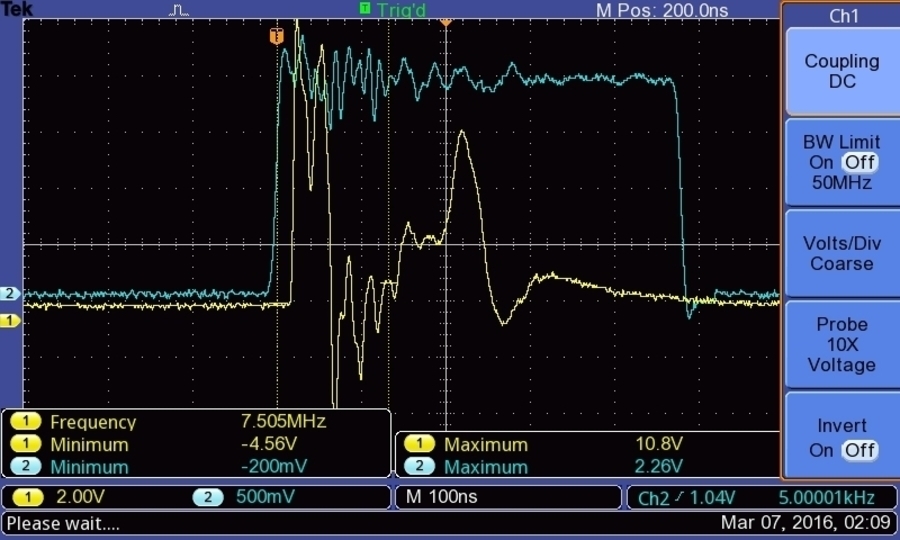 Tek
T Trig'd
M Pos: 200.0ns
Ch1
Coupling
DC
BW Limit
On Off
50MHz
Volts/Div
Coarse
Probe
10X
Voltage
Invert
On Off
T
2
1
1 Frequency 7.505MHz
1 Minimum -4.56V
2 Minimum -200mV
1 Maximum 10.8V
2 Maximum 2.26V
1 2.00V 2 500mV
M 100ns
Ch2 1.04V 5.00001kHz
Please wait....
Mar 07, 2016, 02:09